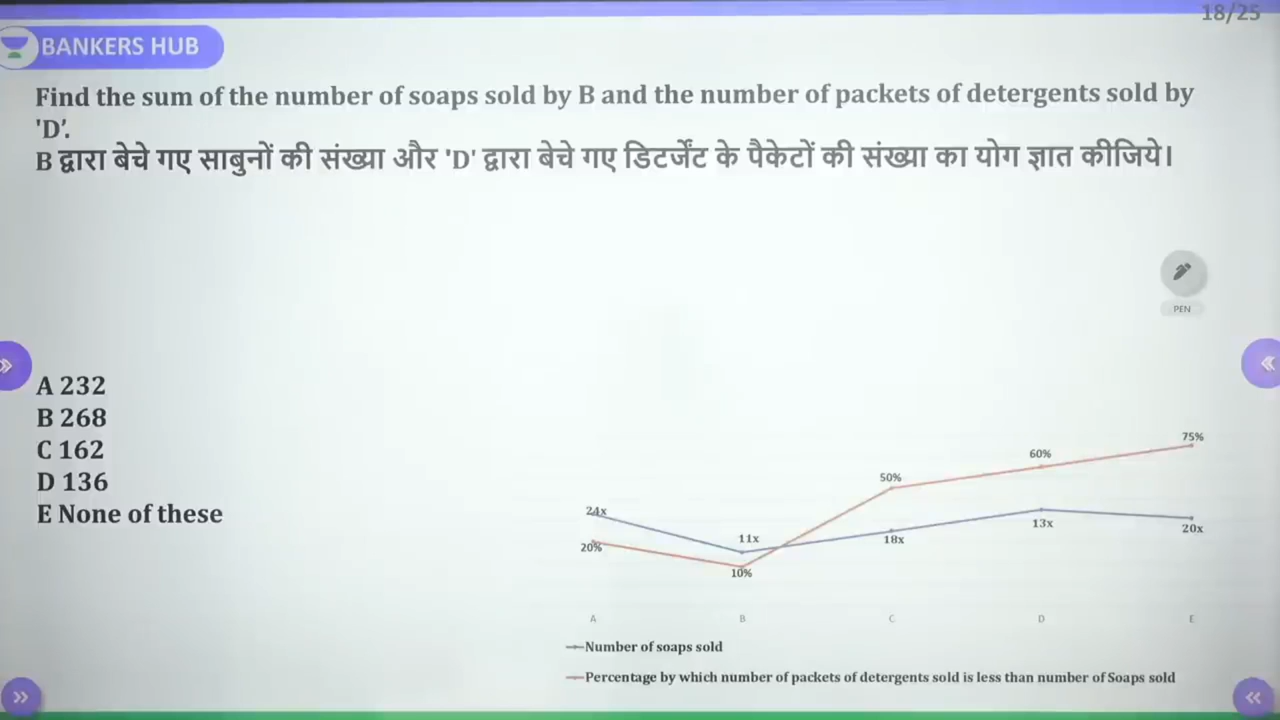 18/25
BANKERS HUB
Find the sum of the number of soaps sold by B and the number of packets of detergents sold by
'D'.
B द्वारा बेचे गए साबुनों की संख्या और 'D' द्वारा बेचे गए डिटर्जेंट के पैकेटों की संख्या का योग ज्ञात कीजिये।
PEN
A 232
B 268
C 162
D 136
E None of these
75%
60%
50%
24x
13x
20x
11x
18x
20%
10%
A B C D E
Number of soaps sold
Percentage by which number of packets of detergents sold is less than number of Soaps sold